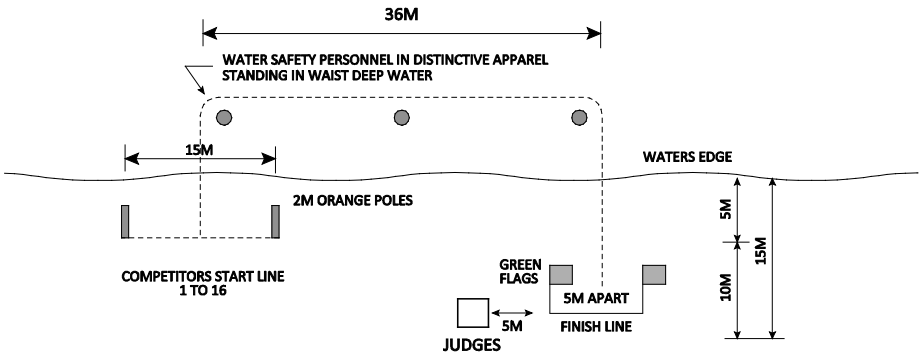 36M
WATER SAFETY PERSONNEL IN DISTINCTIVE APPAREL
STANDING IN WAIST DEEP WATER
15M
WATERS EDGE
2M ORANGE POLES
5M
15M
10M
COMPETITORS START LINE
1 TO 16
GREEN
FLAGS
5M APART
5M
FINISH LINE
JUDGES